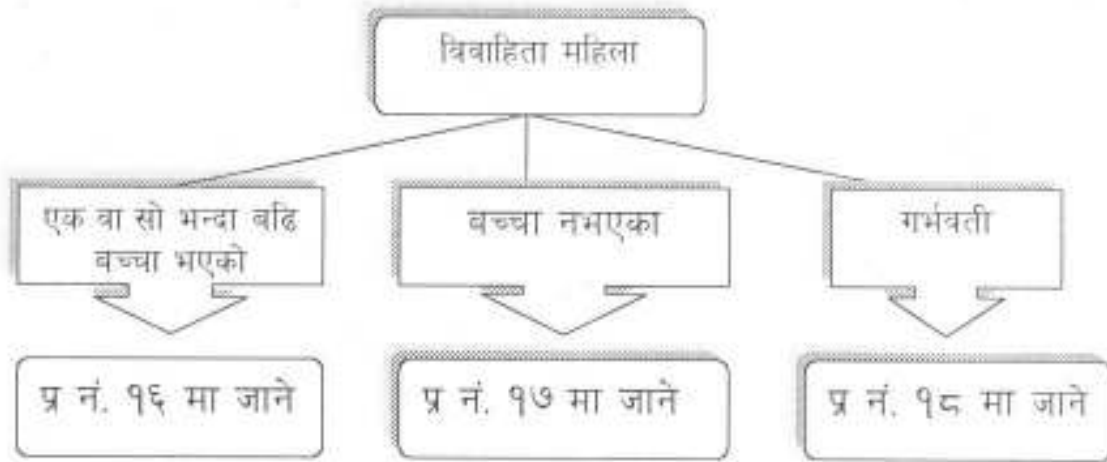 विवाहिता महिला
एक वा सो भन्दा बढि
बच्चा भएको
बच्चा नभएका
गर्भवती
प्र नं. १६ मा जाने
प्र नं. १७ मा जाने
प्र नं. १८ मा जाने